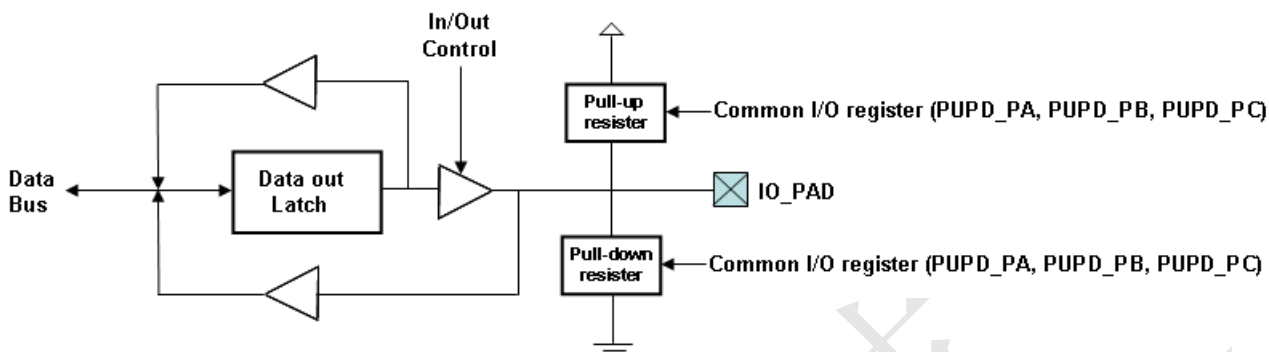 In/Out
Control
Pull-up
resister
Common I/O register (PUPD_PA, PUPD_PB, PUPD_PC)
Data
Bus
Data out
Latch
IO_PAD
Pull-down
resister
Common I/O register (PUPD_PA, PUPD_PB, PUPD_PC)